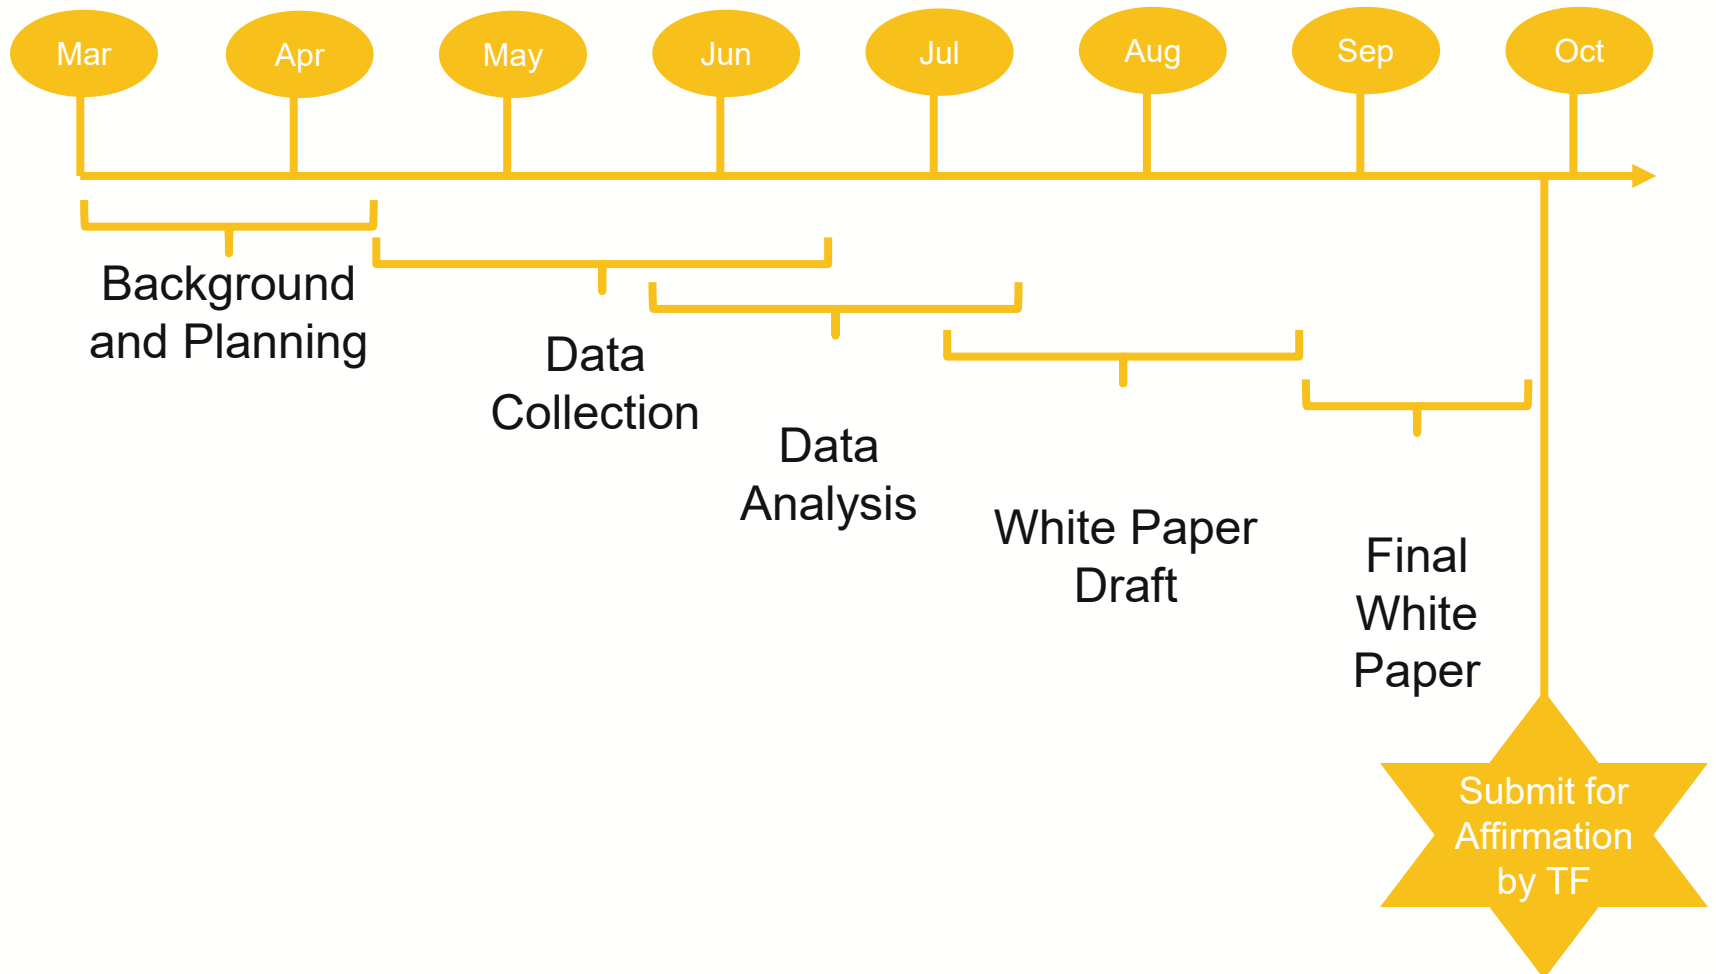 Mar
Apr
May
Jun
Jul
Aug
Sep
Oct
Background
and Planning
Data
Collection
Data
Analysis
White Paper
Draft
Final
White
Paper
Submit for
Affirmation
by TF